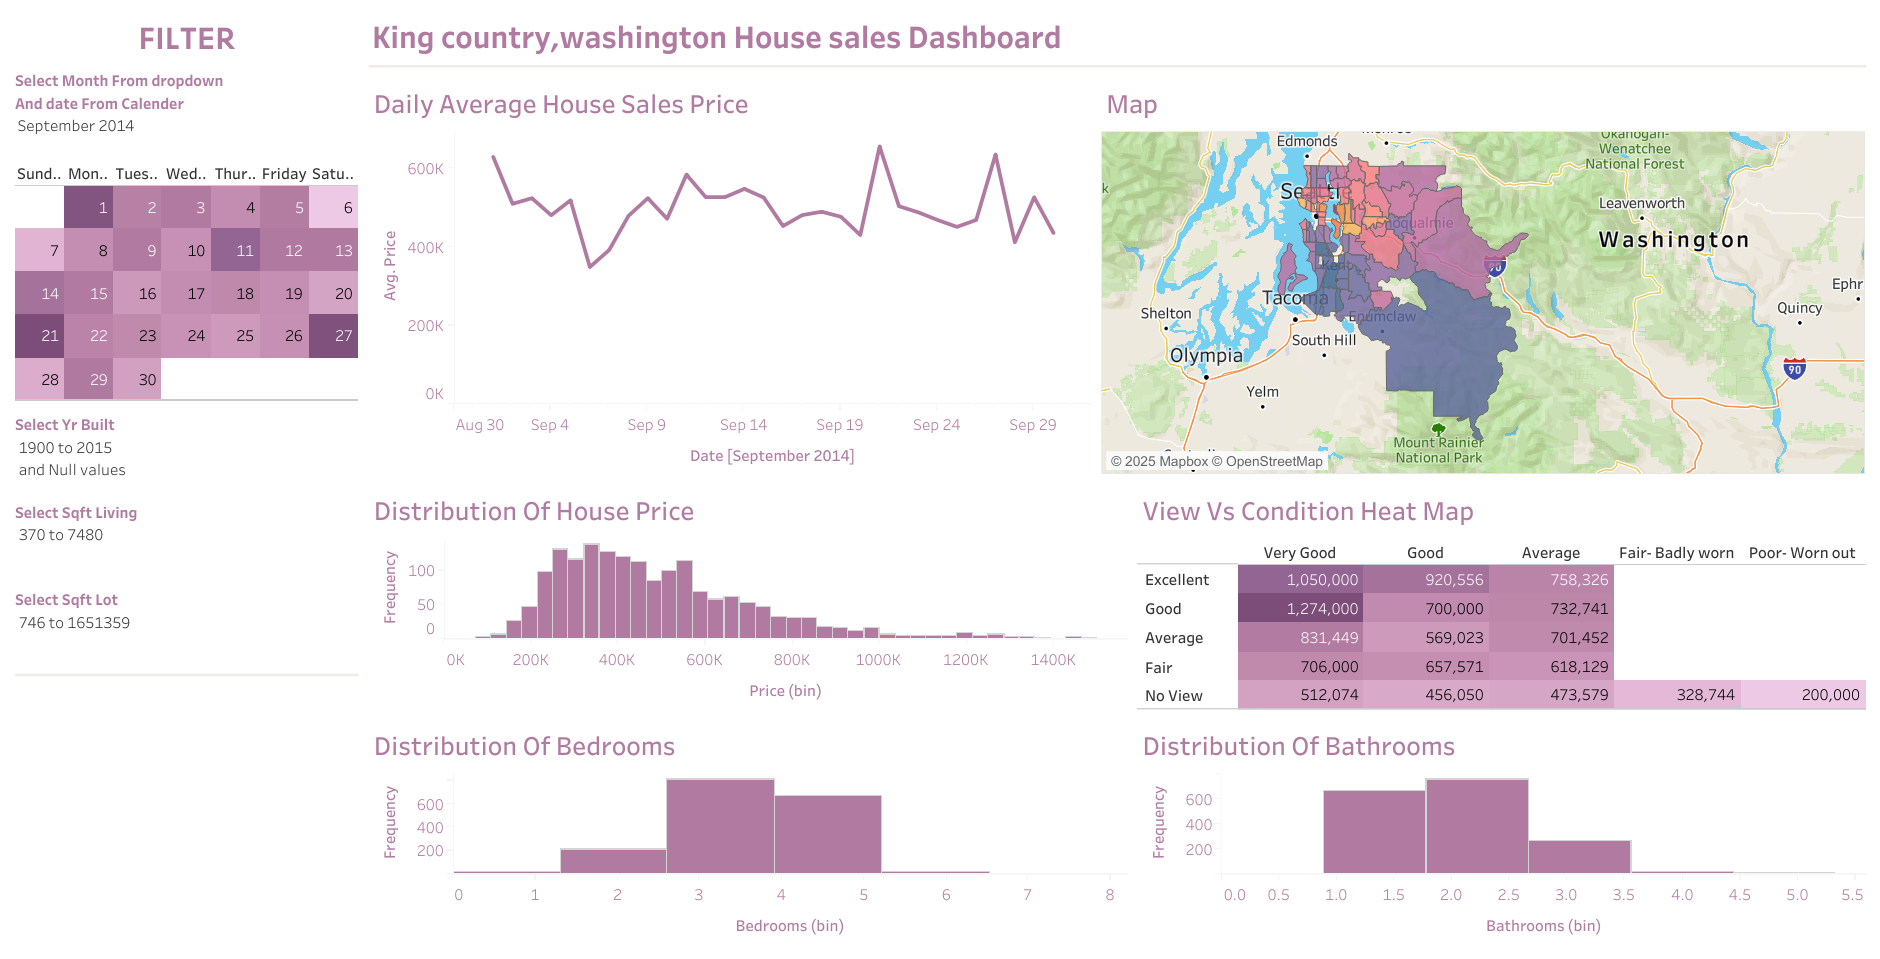 FILTER
King country,washington House sales Dashboard
Select Month From dropdown
And date From Calender
September 2014
Sund.. Mon.. Tues.. Wed.. Thur.. Friday Satu..
1 2 3 4 5 6
7 8 9 10 11 12 13
14 15 16 17 18 19 20
21 22 23 24 25 26 27
28 29 30
Select Yr Built
1900 to 2015
and Null values
Select Sqft Living
370 to 7480
Select Sqft Lot
746 to 1651359
Daily Average House Sales Price
Avg. Price
600K
400K
200K
0K
Aug 30 Sep 4 Sep 9 Sep 14 Sep 19 Sep 24 Sep 29
Date [September 2014]
Map
Edmonds
Okanogan-
Wenatchee
National Forest
Leavenworth
Washington
90
Kent
Tacoma
Ephr
Shelton
Enumclaw
Quincy
South Hill
Olympia
90
Yelm
Mount Rainier
National Park
© 2025 Mapbox © OpenStreetMap
Distribution Of House Price
Frequency
100
50
0
0K 200K 400K 600K 800K 1000K 1200K 1400K
Price (bin)
View Vs Condition Heat Map
Very Good Good Average Fair- Badly worn Poor- Worn out
Excellent 1,050,000 920,556 758,326
Good 1,274,000 700,000 732,741
Average 831,449 569,023 701,452
Fair 706,000 657,571 618,129
No View 512,074 456,050 473,579 328,744 200,000
Distribution Of Bedrooms
Frequency
600
400
200
0 1 2 3 4 5 6 7 8
Bedrooms (bin)
Distribution Of Bathrooms
Frequency
600
400
200
0.0 0.5 1.0 1.5 2.0 2.5 3.0 3.5 4.0 4.5 5.0 5.5
Bathrooms (bin)